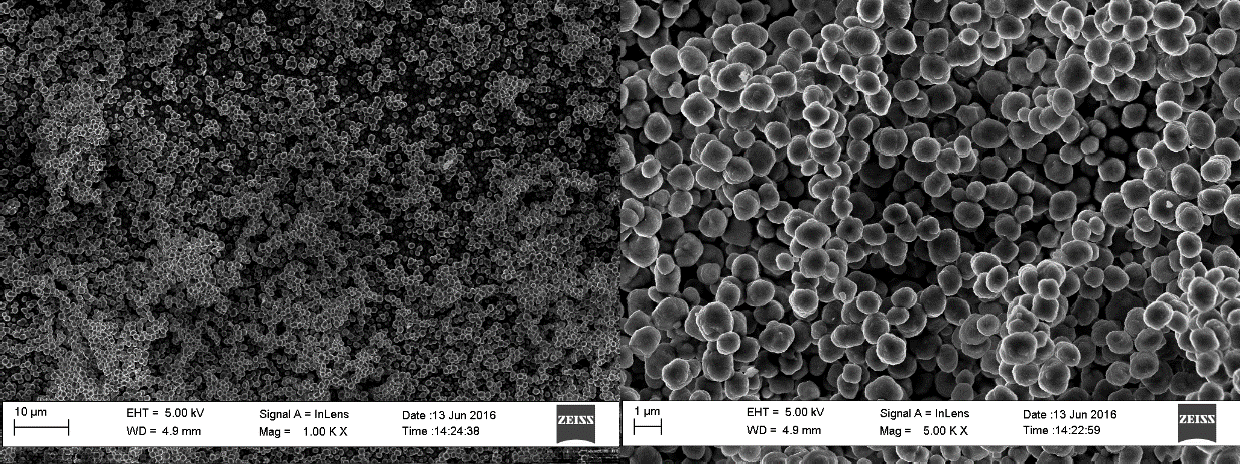 10 µm
EHT = 5.00 kV
WD = 4.9 mm
Signal A = InLens
Mag = 1.00 K X
Date :13 Jun 2016
Time :14:24:38
ZEISS
1 µm
EHT = 5.00 kV
WD = 4.9 mm
Signal A = InLens
Mag = 5.00 K X
Date :13 Jun 2016
Time :14:22:59
ZEISS